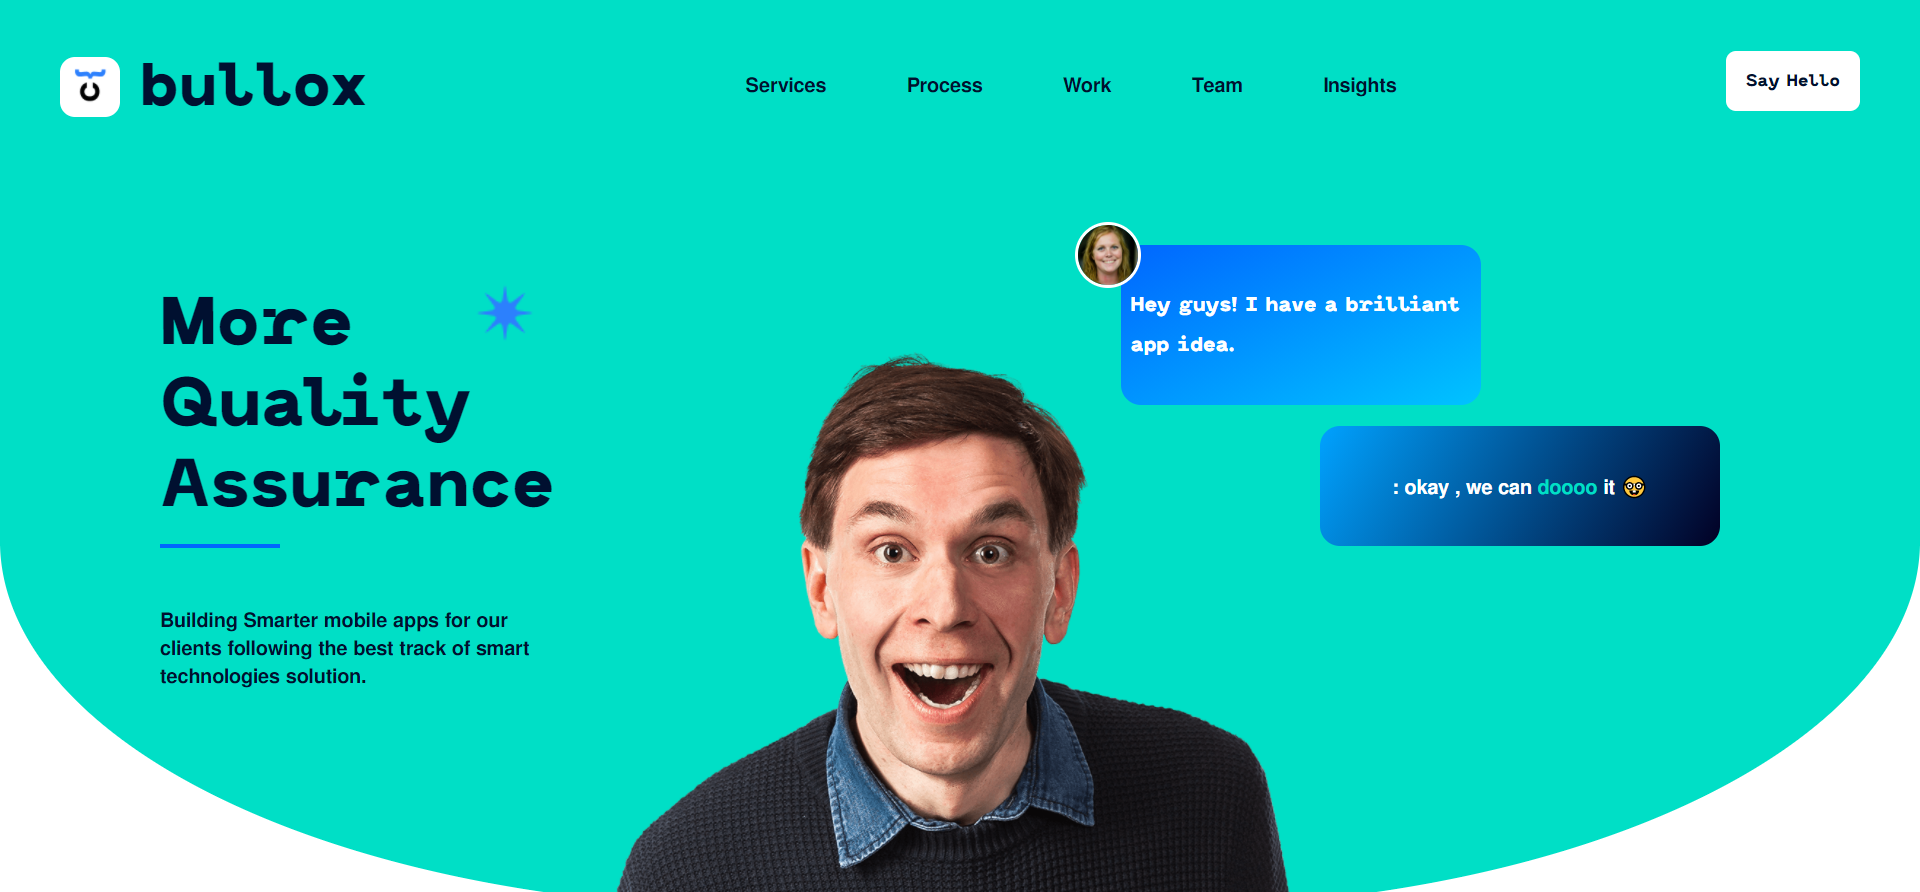 bullox
Services
Process
Work
Team
Insights
Say Hello
More
Quality
Assurance
Building Smarter mobile apps for our
clients following the best track of smart
technologies solution.
Hey guys! I have a brilliant
app idea.
: okay , we can doooo it 🤓